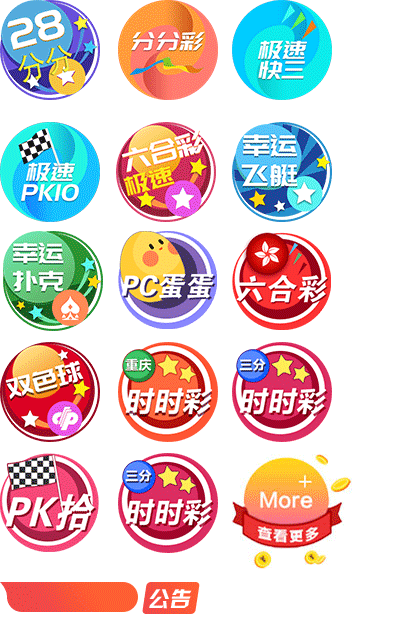 28
分分
分分彩
极速
快三
极速
PK10
六合彩
极速
幸运
飞艇
幸运
扑克
PC蛋蛋
六合彩
双色球
重庆
时时彩
三分
时时彩
PK拾
三分
时时彩
+
More
查看更多
公告